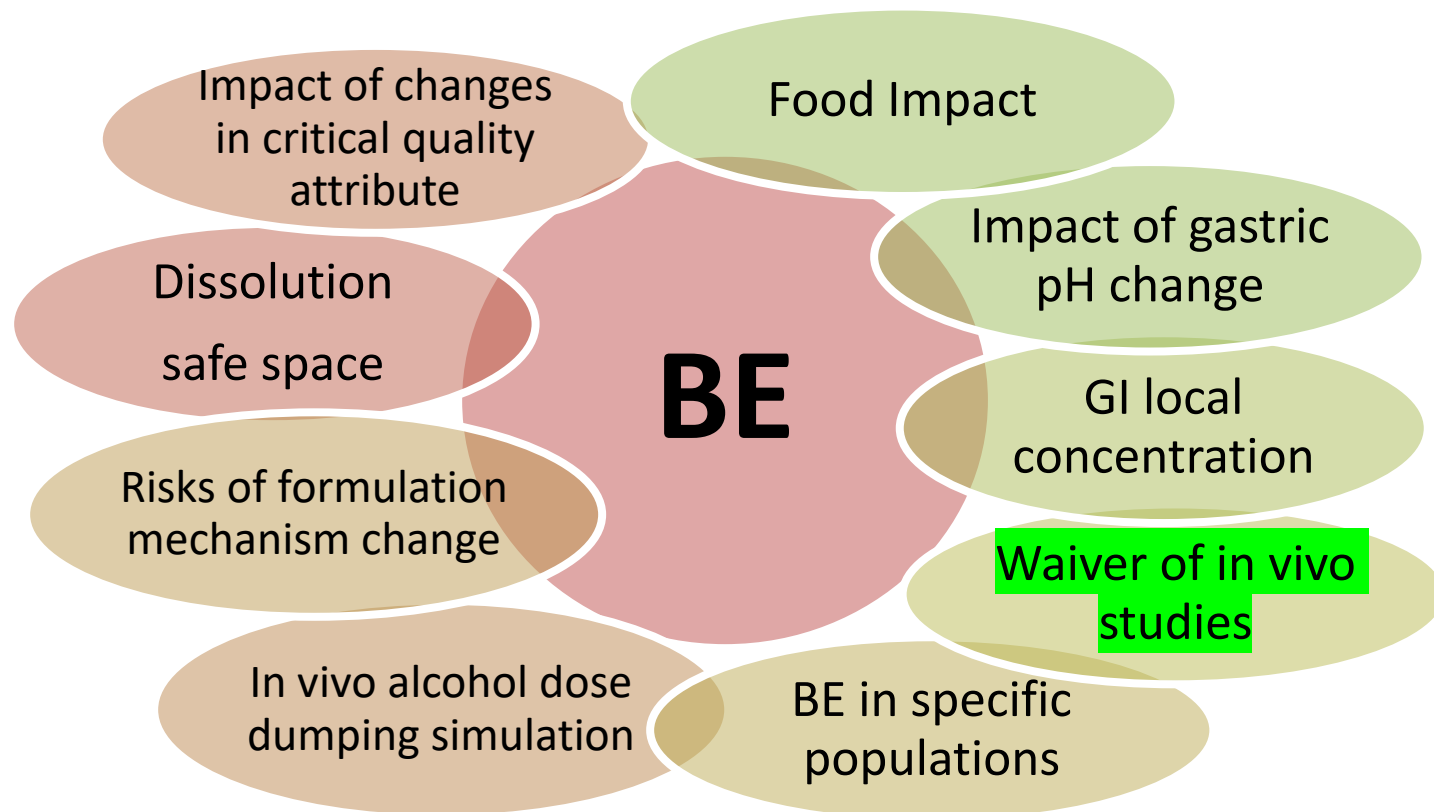 Impact of changes
in critical quality
attribute
Food Impact
Impact of gastric
pH change
Dissolution
safe space
BE
GI local
concentration
Risks of formulation
mechanism change
Waiver of in vivo
studies
In vivo alcohol dose
dumping simulation
BE in specific
populations